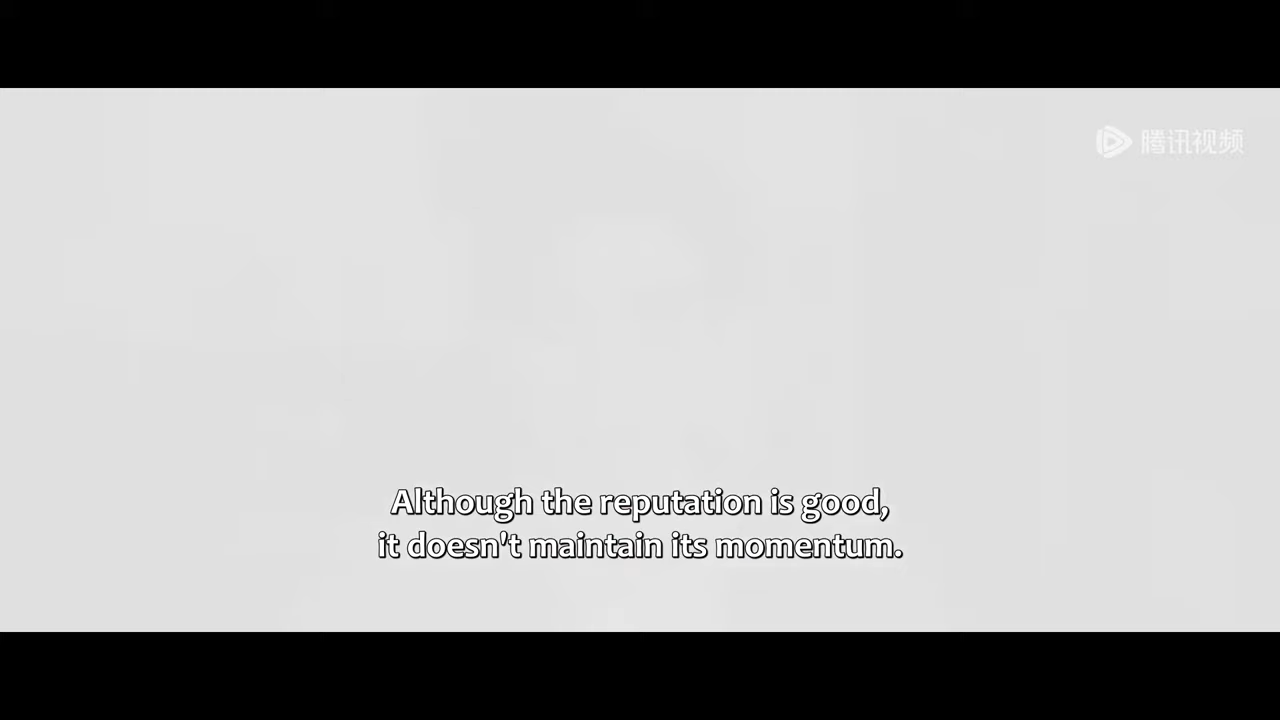 腾讯视频
Although the reputation is good,
it doesn't maintain its momentum.